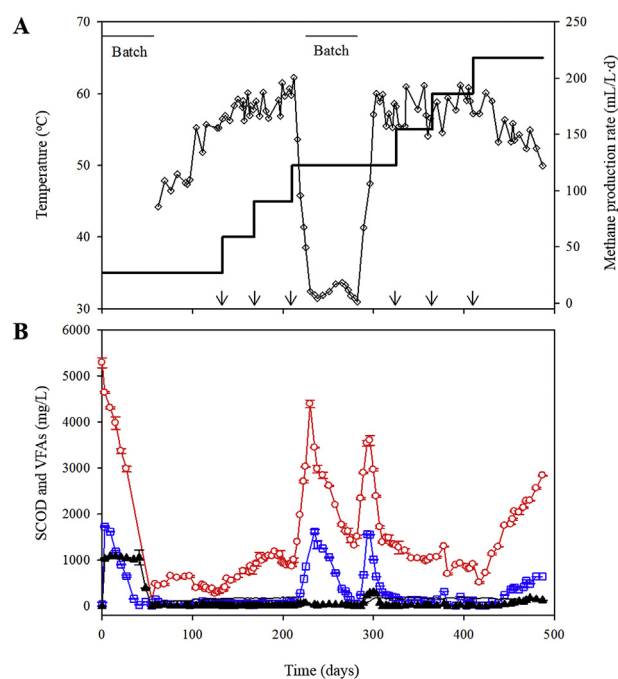 A
Batch
Batch
Temperature (°C)
70
60
50
40
30
Methane production rate (mL/L·d)
250
200
150
100
50
0
B
SCOD and VFAs (mg/L)
6000
5000
4000
3000
2000
1000
0
0 100 200 300 400 500
Time (days)